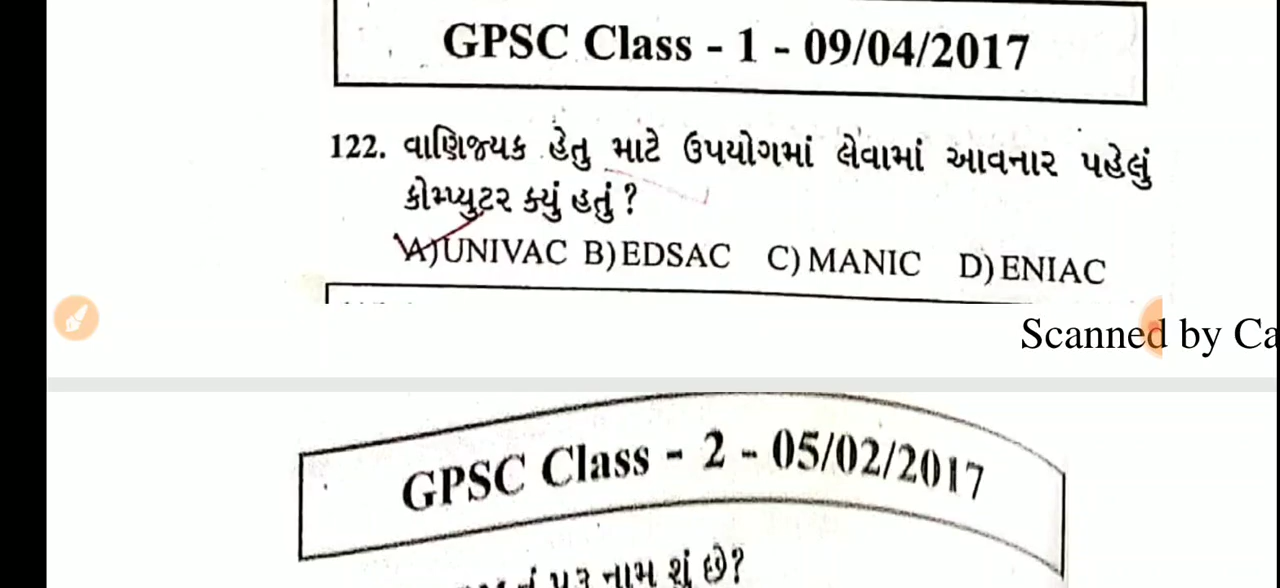 GPSC Class - 1 - 09/04/2017
122. વાણિજ્યક હેતુ માટે ઉપયોગમાં લેવામાં આવનાર પહેલું
કોમ્પ્યુટર ક્યું હતું ?
A) UNIVAC B) EDSAC C) MANIC D) ENIAC
Scanned by Ca
GPSC Class - 2 - 05/02/2017
નામ શું છે?